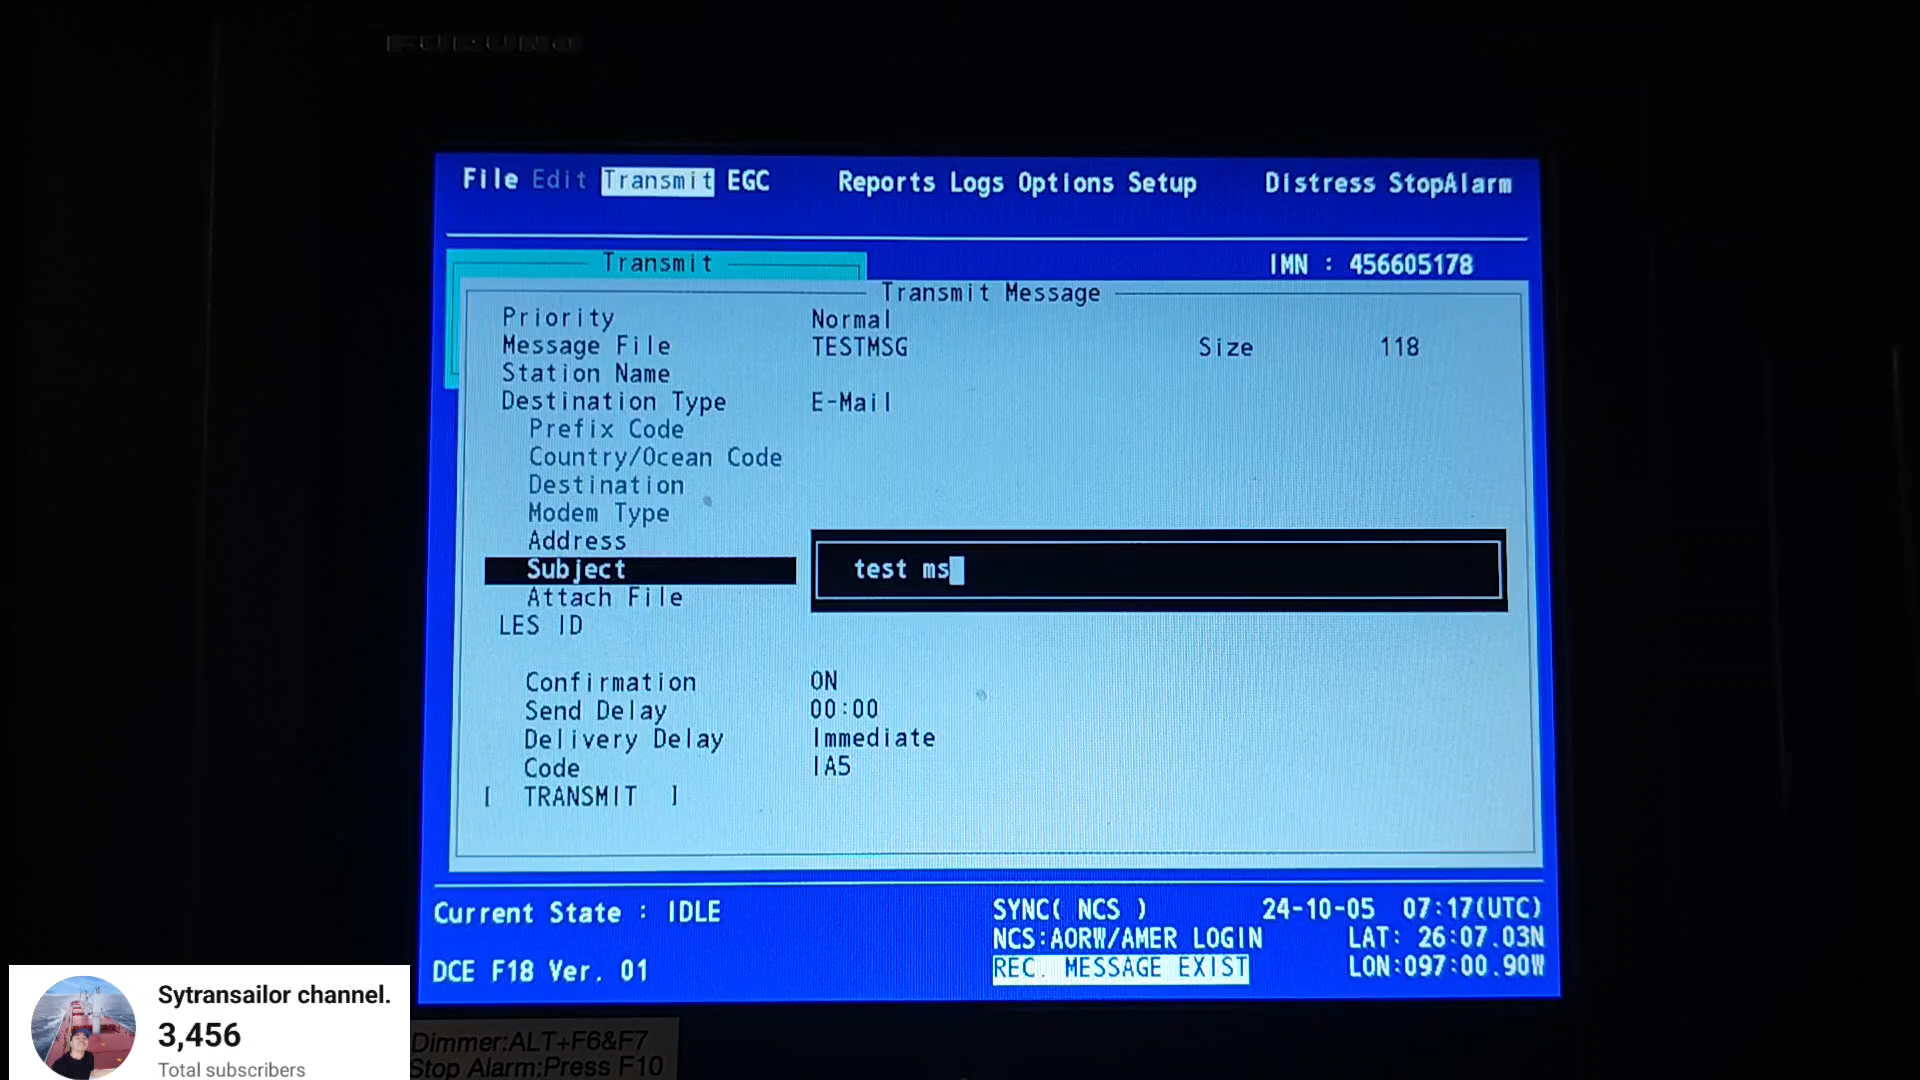 FURUNO
File Edit Transmit EGC Reports Logs Options Setup Distress StopAlarm
Transmit
IMN : 456605178
Transmit Message
Priority Normal
Message File TESTMSG Size 118
Station Name
Destination Type E-Mail
Prefix Code
Country/Ocean Code
Destination
Modem Type
Address
Subject test ms
Attach File
LES ID
Confirmation ON
Send Delay 00:00
Delivery Delay Immediate
Code IA5
[ TRANSMIT ]
Current State : IDLE SYNC( NCS ) 24-10-05 07:17(UTC)
NCS:AORW/AMER LOGIN LAT: 26:07.03N
DCE F18 Ver. 01 REC. MESSAGE EXIST LON:097:00.90W
Sytransailor channel.
3,456
Total subscribers
Dimmer:ALT+F6&F7
Stop Alarm:Press F10